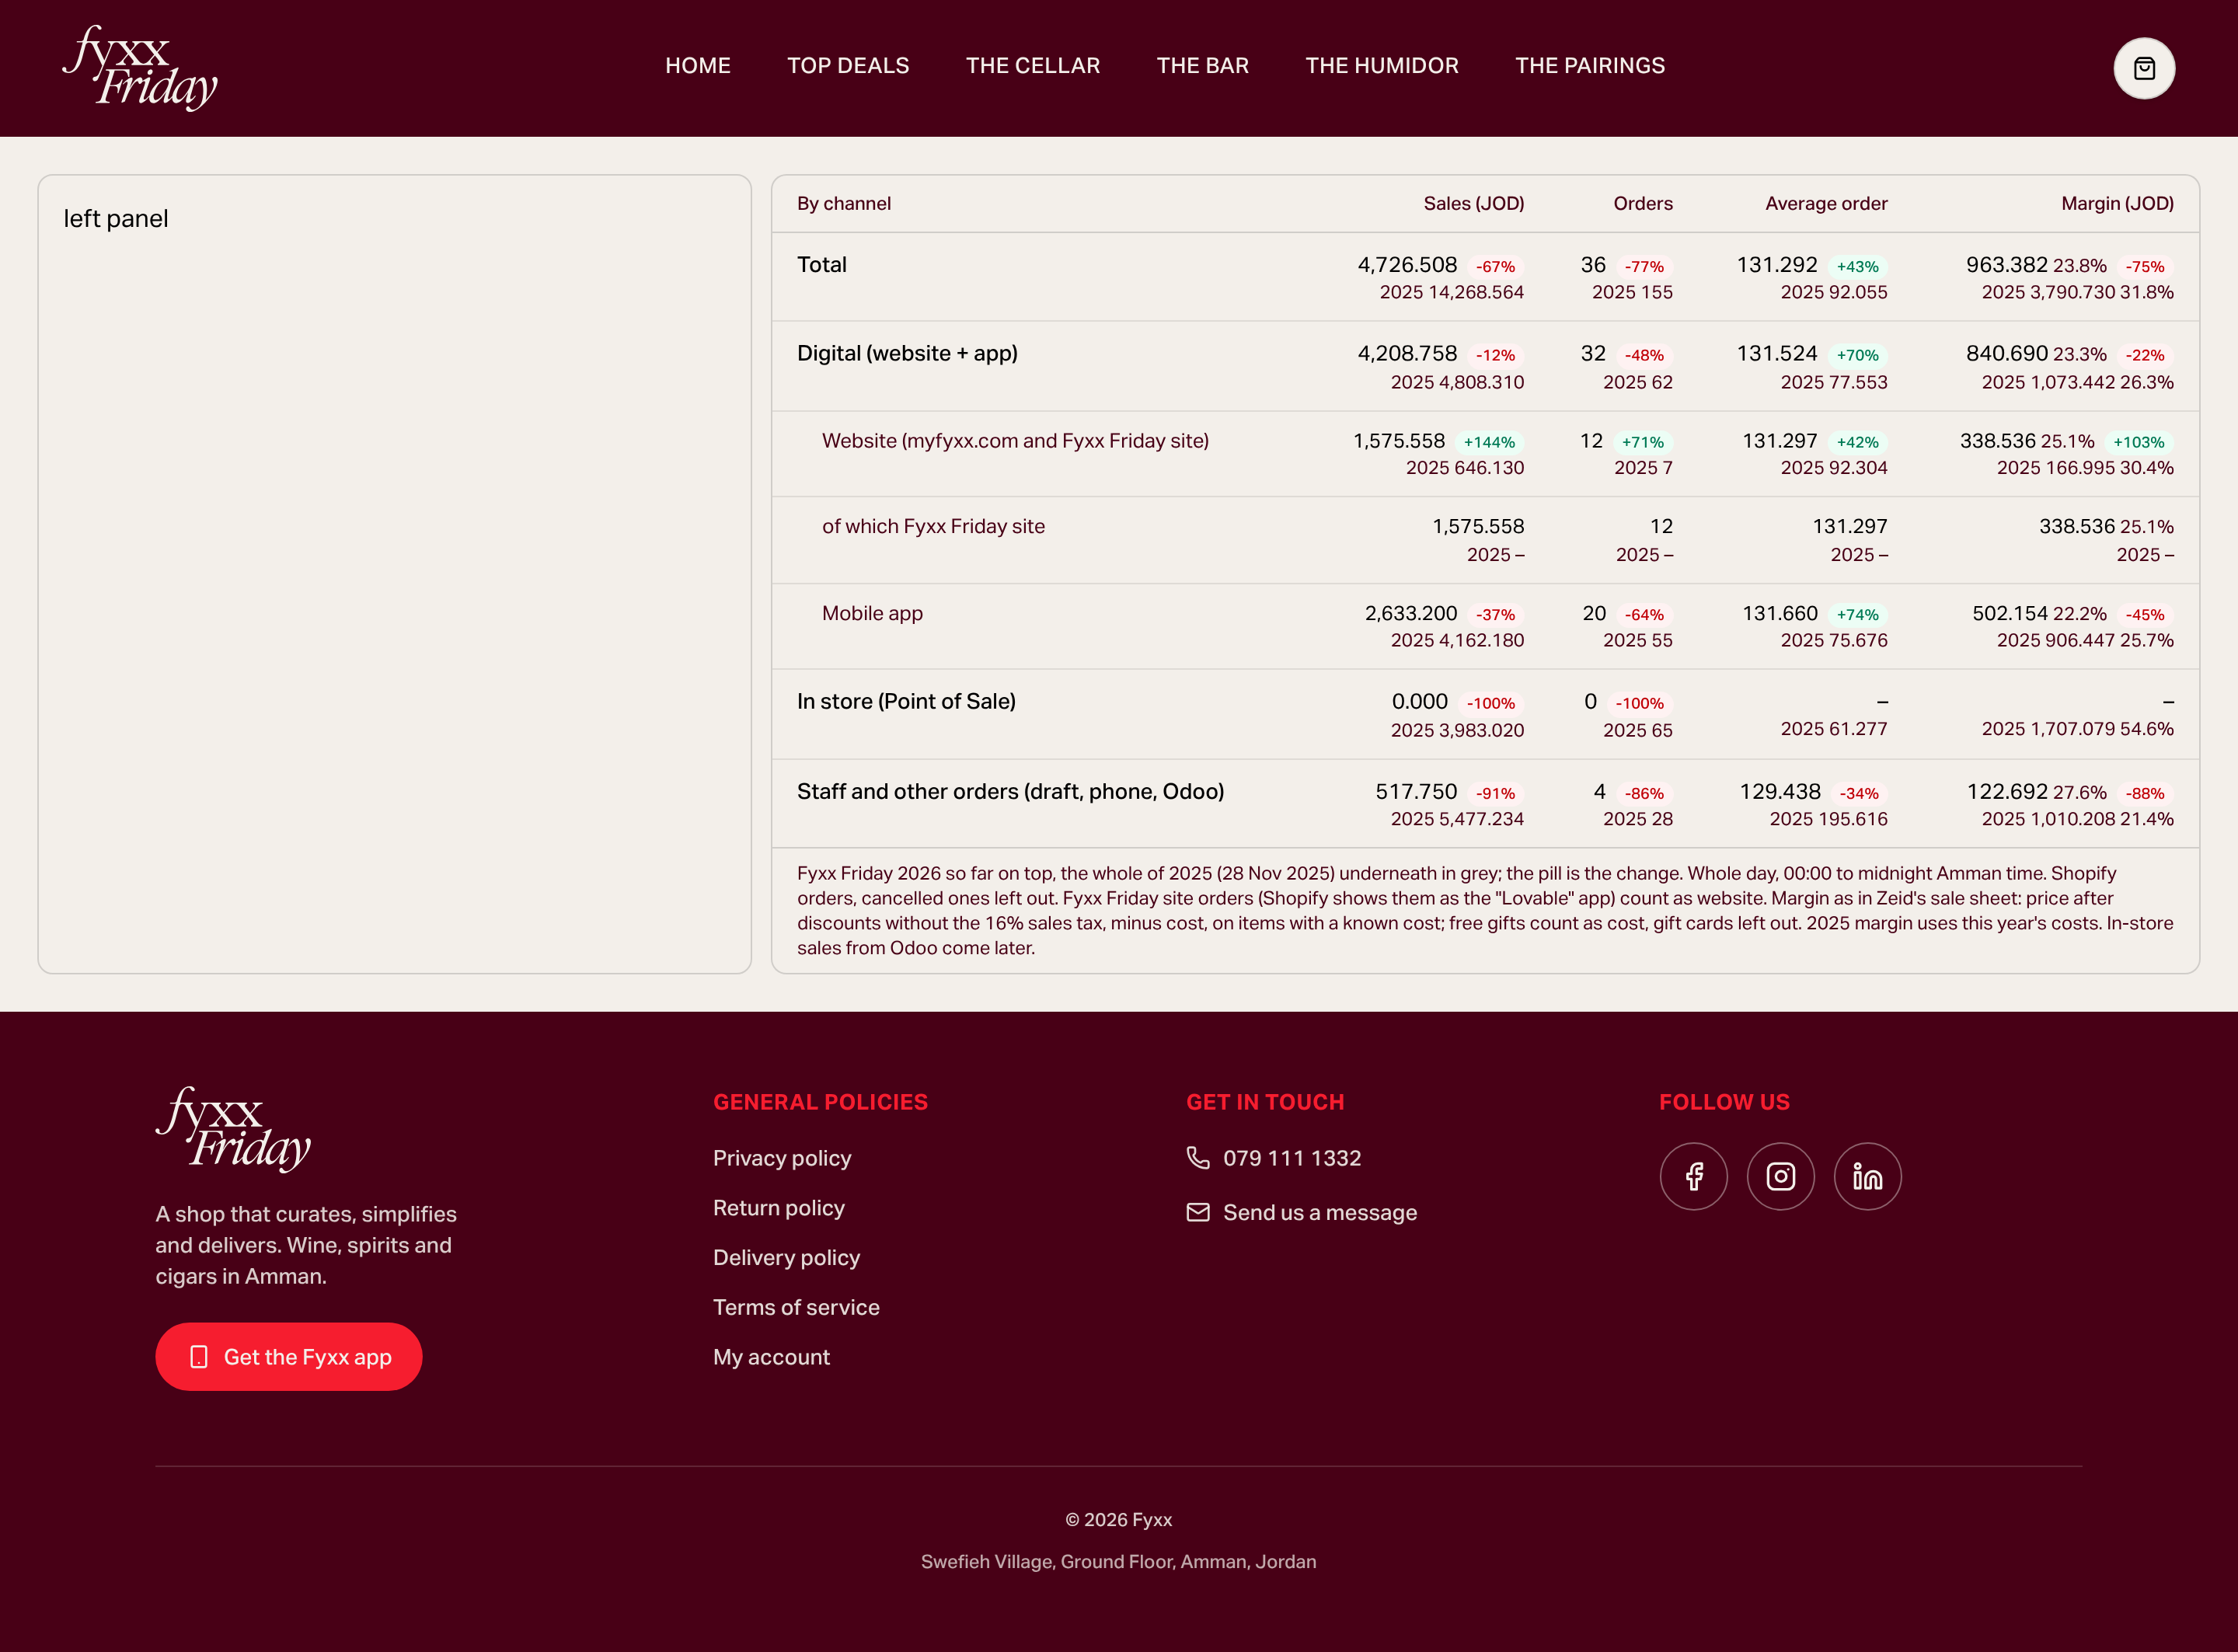 fyxx
Friday
HOME TOP DEALS THE CELLAR THE BAR THE HUMIDOR THE PAIRINGS
left panel
By channel Sales (JOD) Orders Average order Margin (JOD)
Total 4,726.508 -67% 36 -77% 131.292 +43% 963.382 23.8% -75%
2025 14,268.564 2025 155 2025 92.055 2025 3,790.730 31.8%
Digital (website + app) 4,208.758 -12% 32 -48% 131.524 +70% 840.690 23.3% -22%
2025 4,808.310 2025 62 2025 77.553 2025 1,073.442 26.3%
Website (myfyxx.com and Fyxx Friday site) 1,575.558 +144% 12 +71% 131.297 +42% 338.536 25.1% +103%
2025 646.130 2025 7 2025 92.304 2025 166.995 30.4%
of which Fyxx Friday site 1,575.558 12 131.297 338.536 25.1%
2025 – 2025 – 2025 – 2025 –
Mobile app 2,633.200 -37% 20 -64% 131.660 +74% 502.154 22.2% -45%
2025 4,162.180 2025 55 2025 75.676 2025 906.447 25.7%
In store (Point of Sale) 0.000 -100% 0 -100% – –
2025 3,983.020 2025 65 2025 61.277 2025 1,707.079 54.6%
Staff and other orders (draft, phone, Odoo) 517.750 -91% 4 -86% 129.438 -34% 122.692 27.6% -88%
2025 5,477.234 2025 28 2025 195.616 2025 1,010.208 21.4%
Fyxx Friday 2026 so far on top, the whole of 2025 (28 Nov 2025) underneath in grey; the pill is the change. Whole day, 00:00 to midnight Amman time. Shopify
orders, cancelled ones left out. Fyxx Friday site orders (Shopify shows them as the "Lovable" app) count as website. Margin as in Zeid's sale sheet: price after
discounts without the 16% sales tax, minus cost, on items with a known cost; free gifts count as cost, gift cards left out. 2025 margin uses this year's costs. In-store
sales from Odoo come later.
fyxx
Friday
A shop that curates, simplifies
and delivers. Wine, spirits and
cigars in Amman.
Get the Fyxx app
GENERAL POLICIES
Privacy policy
Return policy
Delivery policy
Terms of service
My account
GET IN TOUCH
079 111 1332
Send us a message
FOLLOW US
© 2026 Fyxx
Swefieh Village, Ground Floor, Amman, Jordan